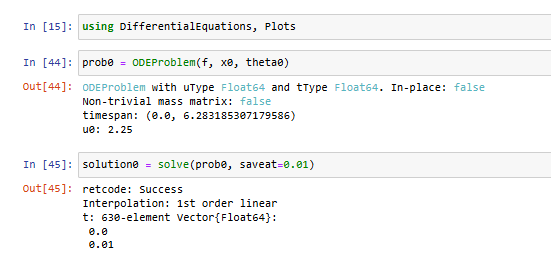 In [15]: using DifferentialEquations, Plots
In [44]: prob0 = ODEProblem(f, x0, theta0)
Out[44]: ODEProblem with uType Float64 and tType Float64. In-place: false
Non-trivial mass matrix: false
timespan: (0.0, 6.283185307179586)
u0: 2.25
In [45]: solution0 = solve(prob0, saveat=0.01)
Out[45]: retcode: Success
Interpolation: 1st order linear
t: 630-element Vector{Float64}:
0.0
0.01